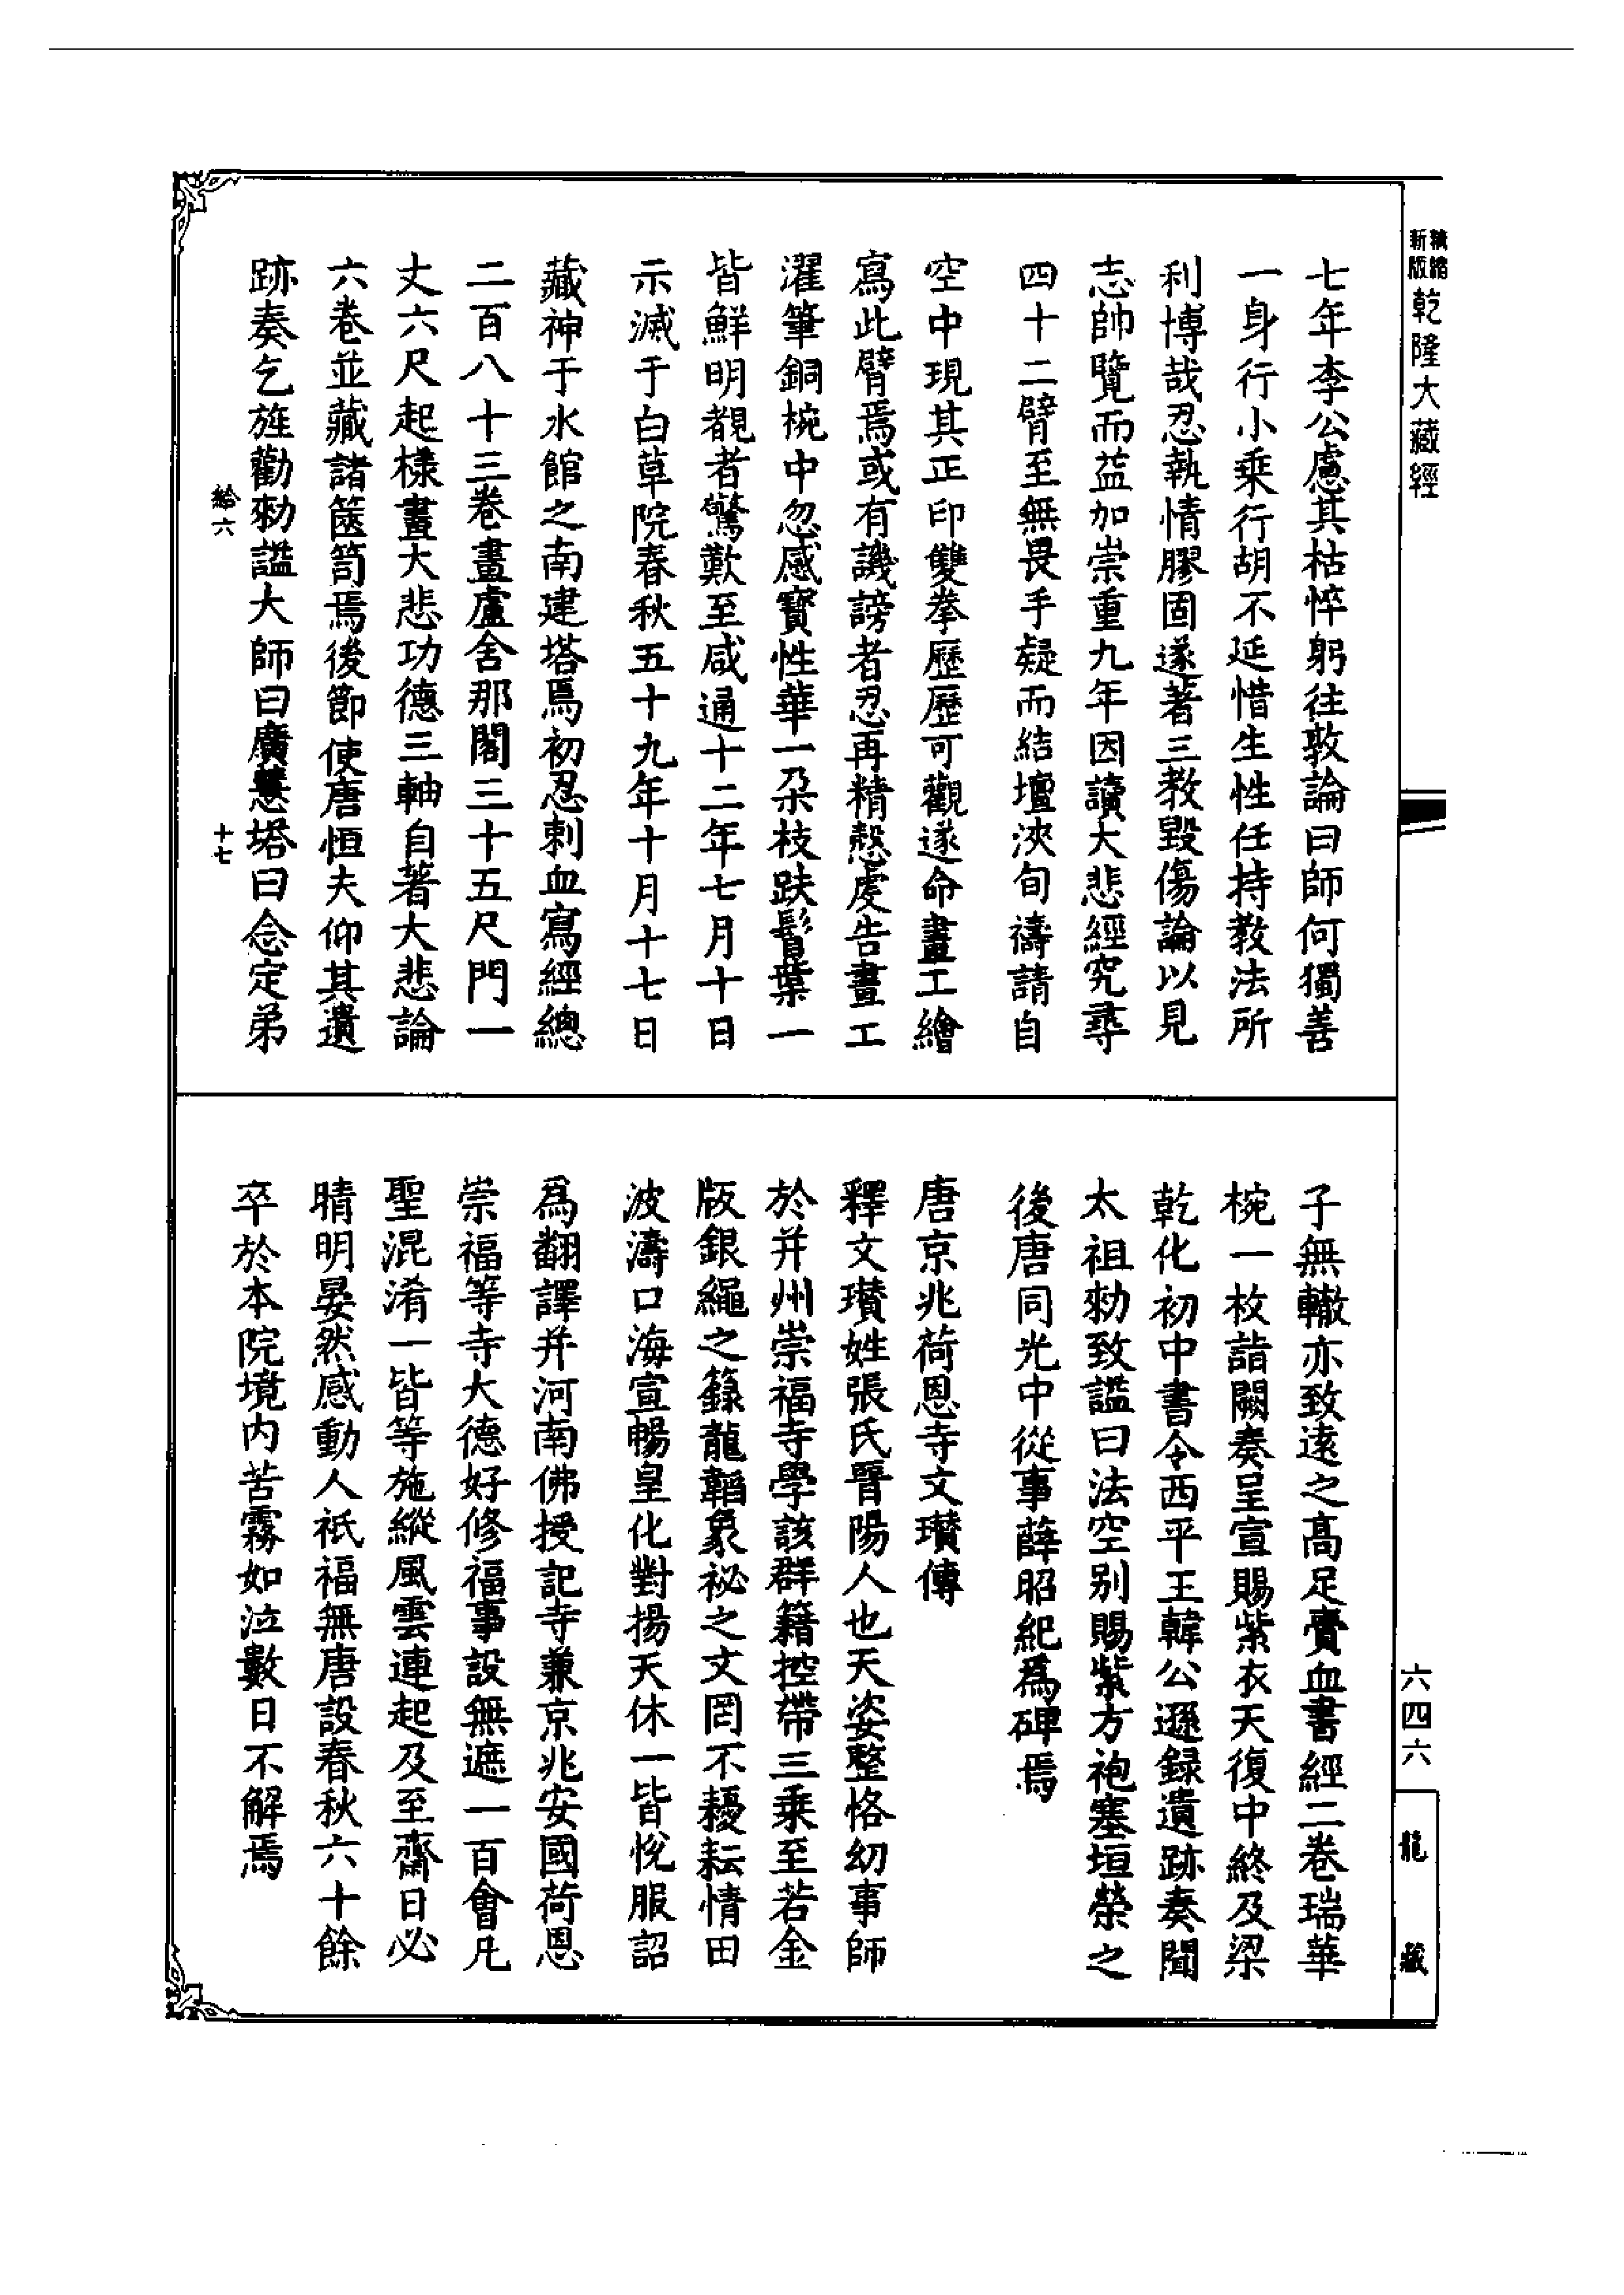 精縮
新版
乾隆大藏經
七年李公慮其枯悴躬往敦諭曰師何獨善
一身行小乘行胡不延惜生性任持教法所
利博哉忍執情膠固遂著三教毀傷論以見
志帥覽而益加崇重九年因讀大悲經究尋
四十二臂至無畏手疑而結壇浹旬禱請自
空中現其正印雙拳歷歷可觀遂命畫工繪
寫此臂焉或有譏謗者忍再精慤虔告畫工
濯筆銅椀中忽感寶性華一朶枝趺鬚葉一
皆鮮明覩者驚歎至咸通十二年七月十日
示滅于白草院春秋五十九年十月十七日
藏神于水館之南建塔焉初忍刺血寫經總
二百八十三卷畫盧舍那閣三十五尺門一
丈六尺起様畫大悲功德三軸自著大悲論
六卷並藏諸篋笥焉後節使唐恒夫仰其遺
跡奏乞旌勸勑諡大師曰廣慧塔曰念定弟
給六
十七
子無轍亦致遠之高足賷血書經二卷瑞華
椀一枚詣闕奏呈宣賜紫衣天復中終及梁
乾化初中書令西平王韓公遜録遺跡奏聞
太祖勑致諡曰法空别賜紫方袍塞垣榮之
後唐同光中從事薛昭紀爲碑焉
唐京兆荷恩寺文瓉傳
釋文瓉姓張氏晉陽人也天姿整恪幼事師
於并州崇福寺學該群籍控帶三乘至若金
版銀繩之籙龍韜象祕之文罔不耰耘情田
波濤口海宣暢皇化對揚天休一皆悅服詔
爲翻譯并河南佛授記寺兼京兆安國荷恩
崇福等寺大德好修福事設無遮一百會凡
聖混淆一皆等施縱風雲連起及至齋日必
晴明晏然感動人祇福無唐設春秋六十餘
卒於本院境内苦霧如泣數日不解焉
六四六
龍藏